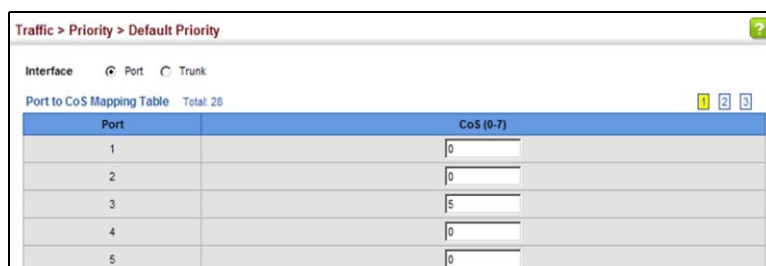 Traffic > Priority > Default Priority
?
Interface Port Trunk
Port to CoS Mapping Table Total: 28 1 2 3
Port CoS (0-7)
1 0
2 0
3 5
4 0
5 0